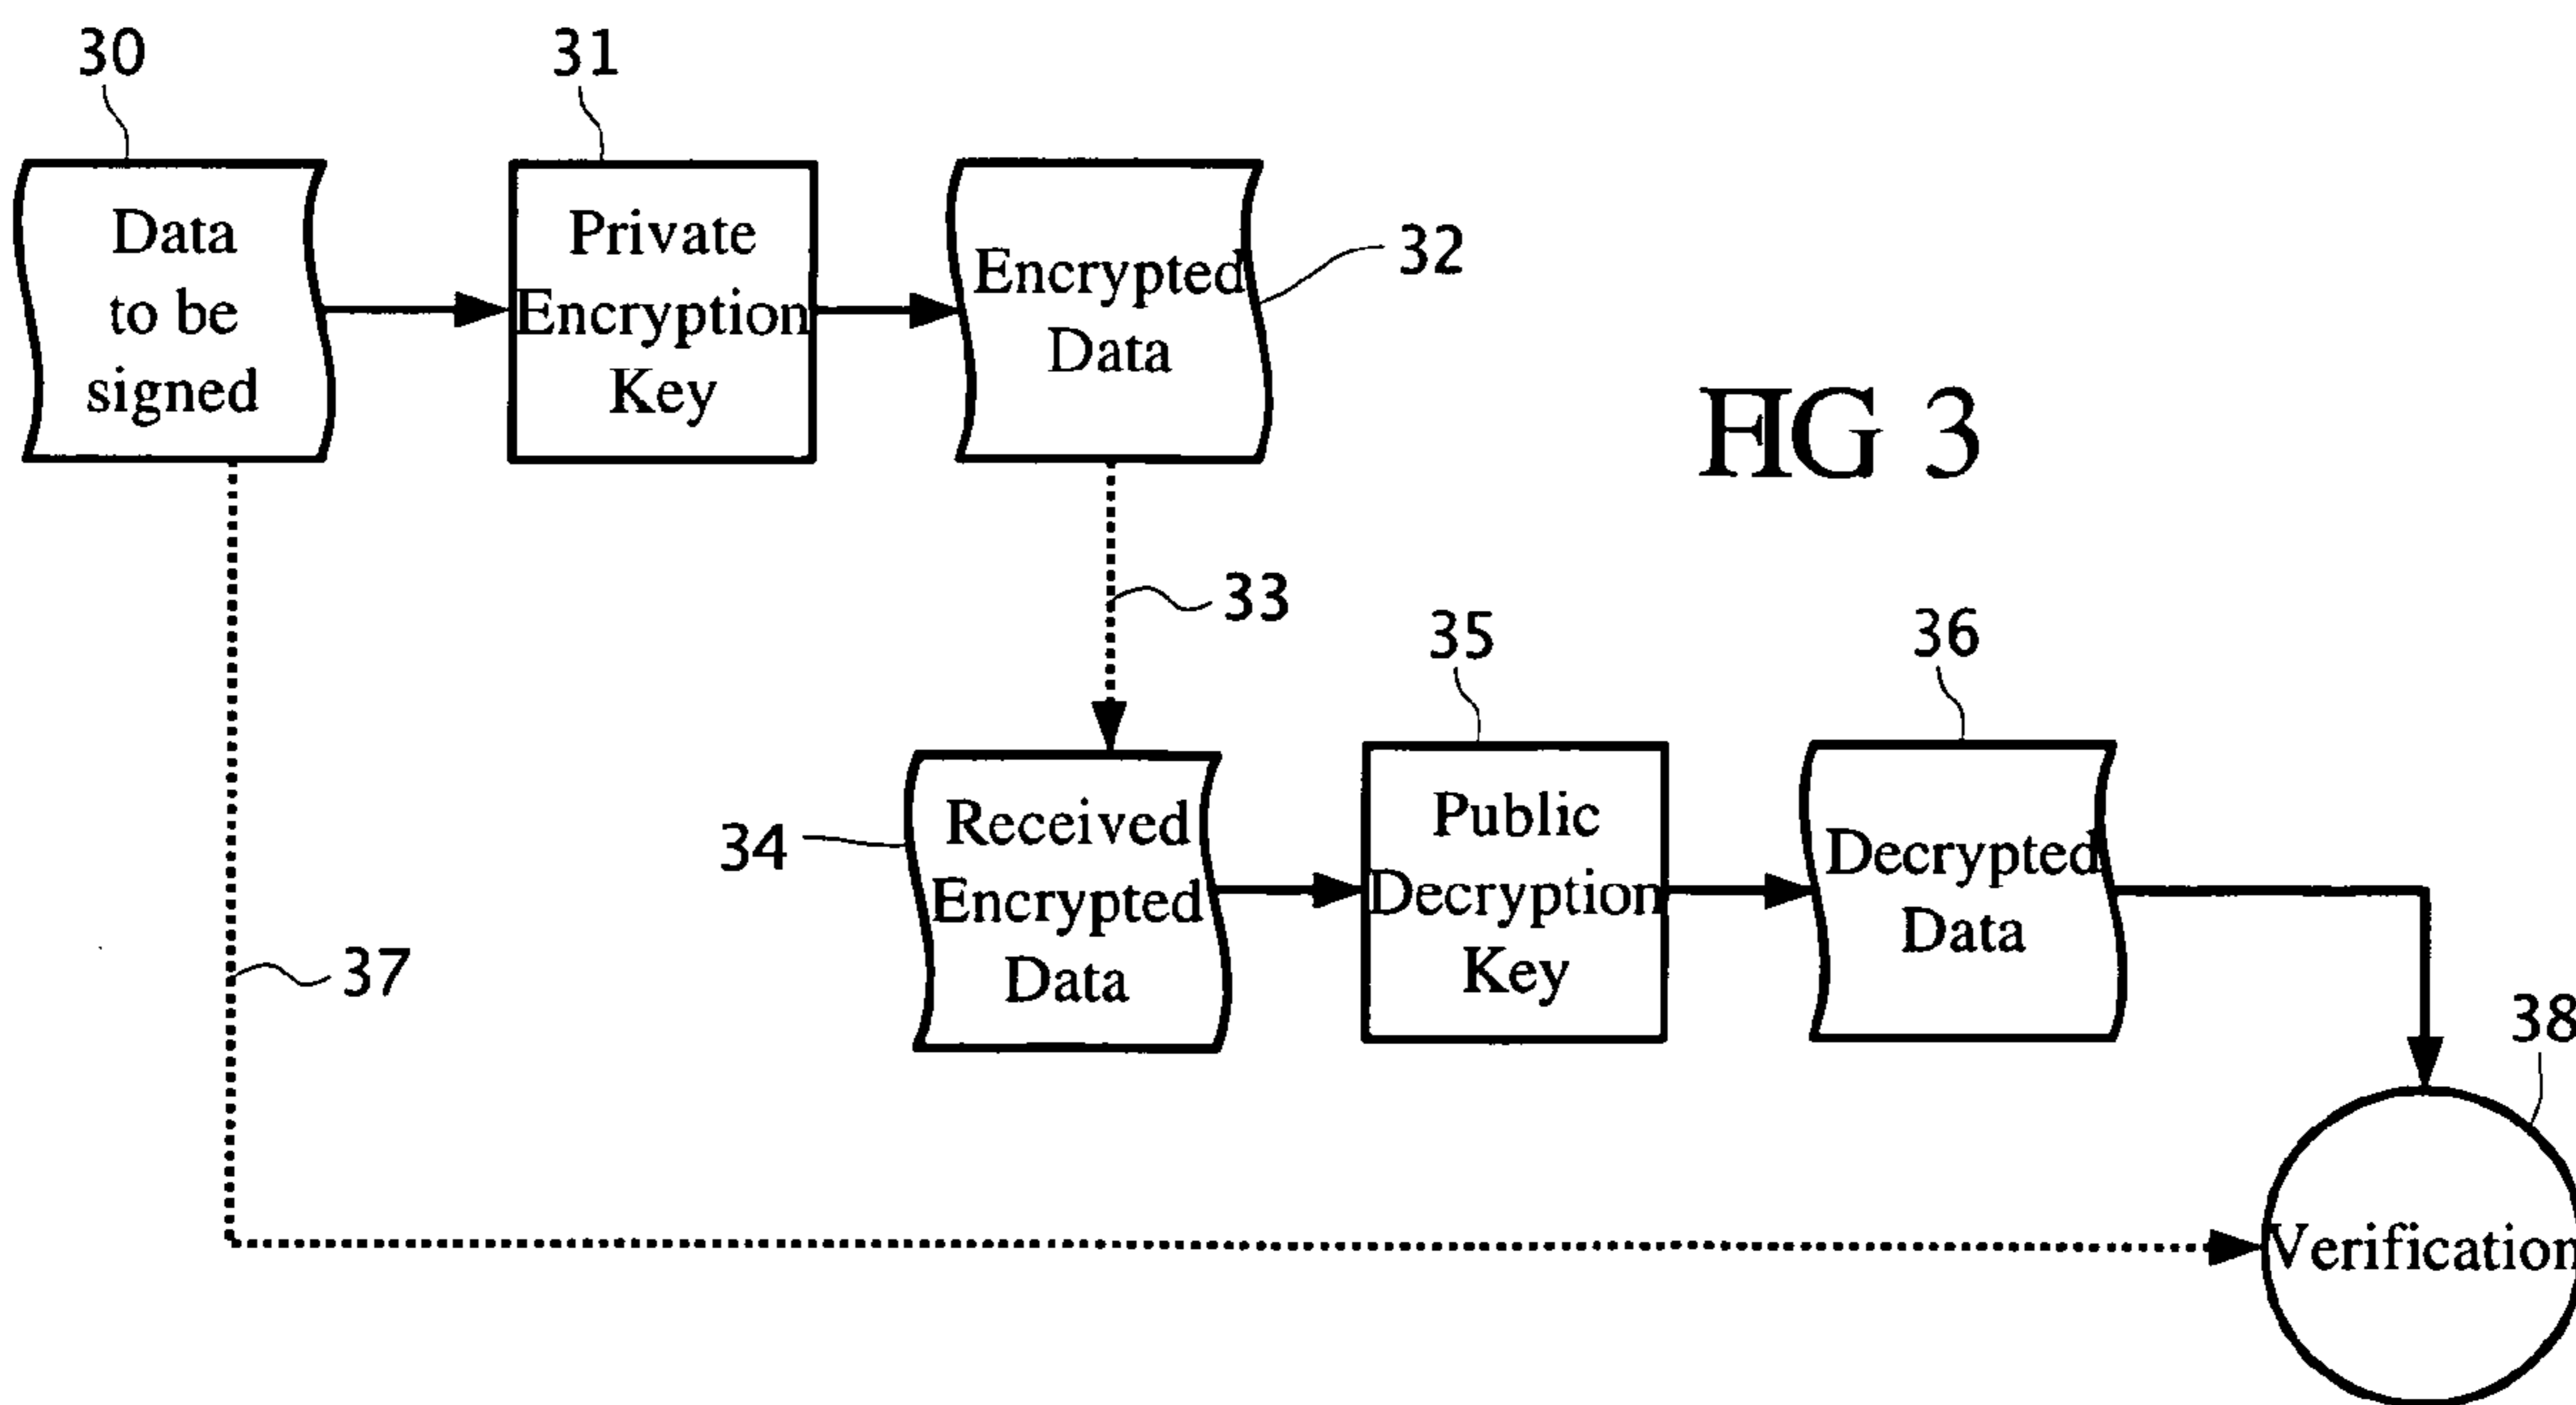 30
31
Data
to be
signed
Private
Encryption
Key
Encrypted
Data
32
FIG 3
33
35
36
34
Received
Encrypted
Data
Public
Decryption
Key
Decrypted
Data
37
38
Verification